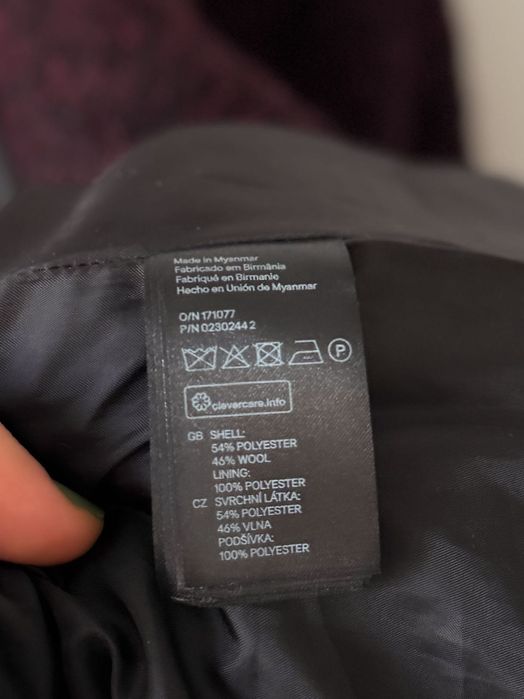 Made in Myanmar
Fabricado em Birmânia
Fabriqué en Birmanie
Hecho en Unión de Myanmar
O/N 171077
P/N 0230244 2
P
clevercare.info
GB SHELL:
54% POLYESTER
46% WOOL
LINING:
100% POLYESTER
CZ SVRCHNÍ LÁTKA:
54% POLYESTER
46% VLNA
PODŠÍVKA:
100% POLYESTER